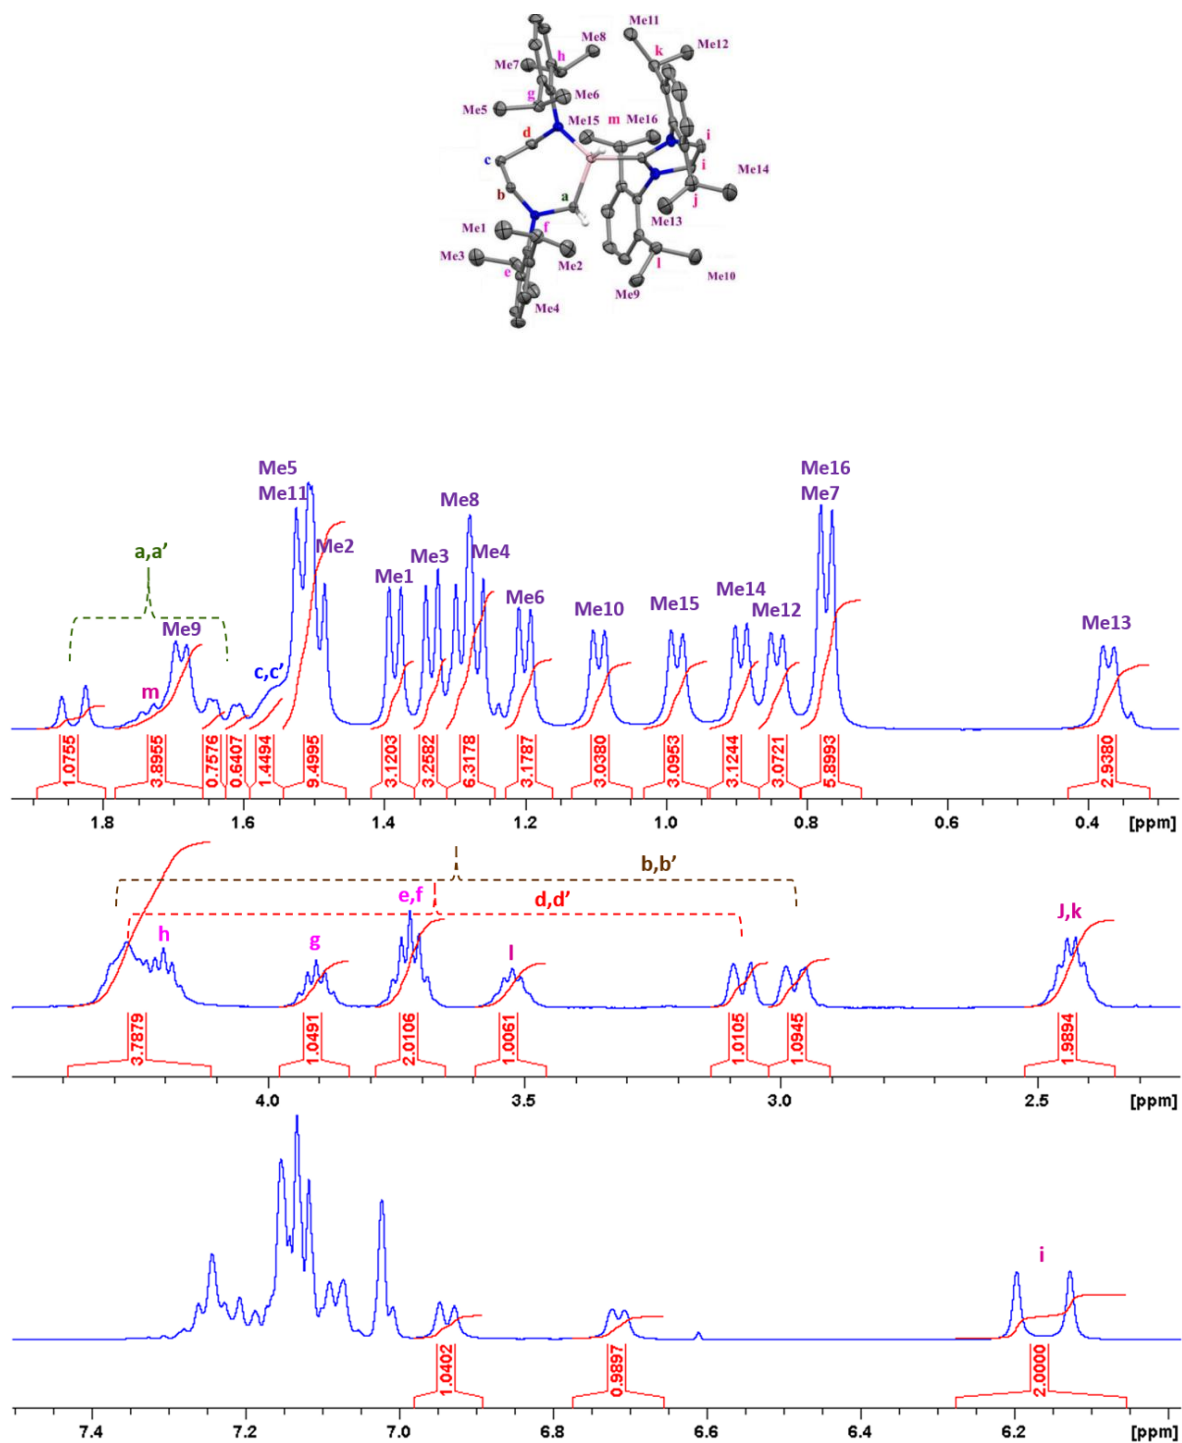 Me11
Me8
Me12
h
k
Me7
g
Me6
Me5
Me15 m Me16
d
i
c
i
b
a
Me14
j
Me1
f
Me13
Me3
Me2
l
Me10
e
Me9
Me4
Me5
Me16
Me11
Me8
Me7
a,a’
Me2
Me4
Me3
Me1
Me14
Me9
Me6
Me10
Me15
Me12
Me13
c,c’
m
1.0755
3.8955
0.7576
0.6407
1.4494
9.4995
3.1203
3.2582
6.3178
3.1787
3.0380
3.0953
3.1244
3.0721
5.8993
2.9380
1.8 1.6 1.4 1.2 1.0 0.8 0.6 0.4 [ppm]
b,b’
e,f
d,d’
h
g
l
J,k
3.7879
1.0491
2.0106
1.0061
1.0105
1.0945
1.9894
4.0 3.5 3.0 2.5 [ppm]
i
1.0402
0.9897
2.0000
7.4 7.2 7.0 6.8 6.6 6.4 6.2 [ppm]